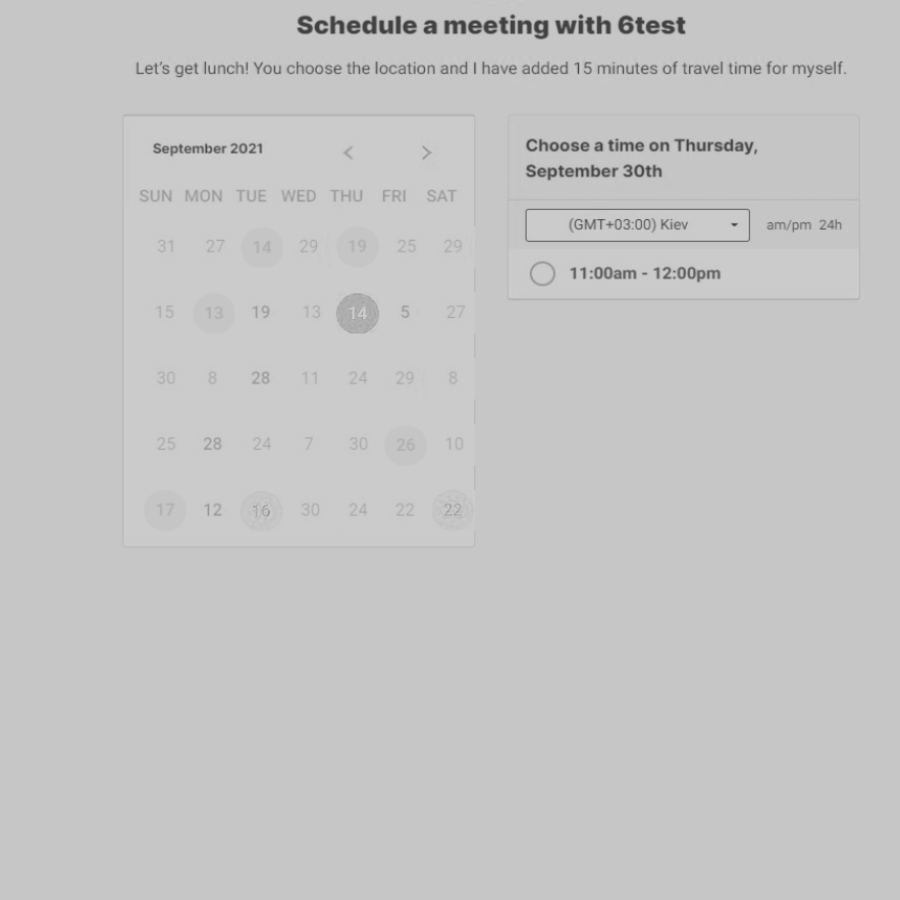 Schedule a meeting with 6test
Let's get lunch! You choose the location and I have added 15 minutes of travel time for myself.
September 2021 < >
SUN MON TUE WED THU FRI SAT
31 27 14 29 19 25 29
15 13 19 13 14 5 27
30 8 28 11 24 29 8
25 28 24 7 30 26 10
17 12 16 30 24 22 22
Choose a time on Thursday,
September 30th
(GMT+03:00) Kiev am/pm 24h
11:00am - 12:00pm